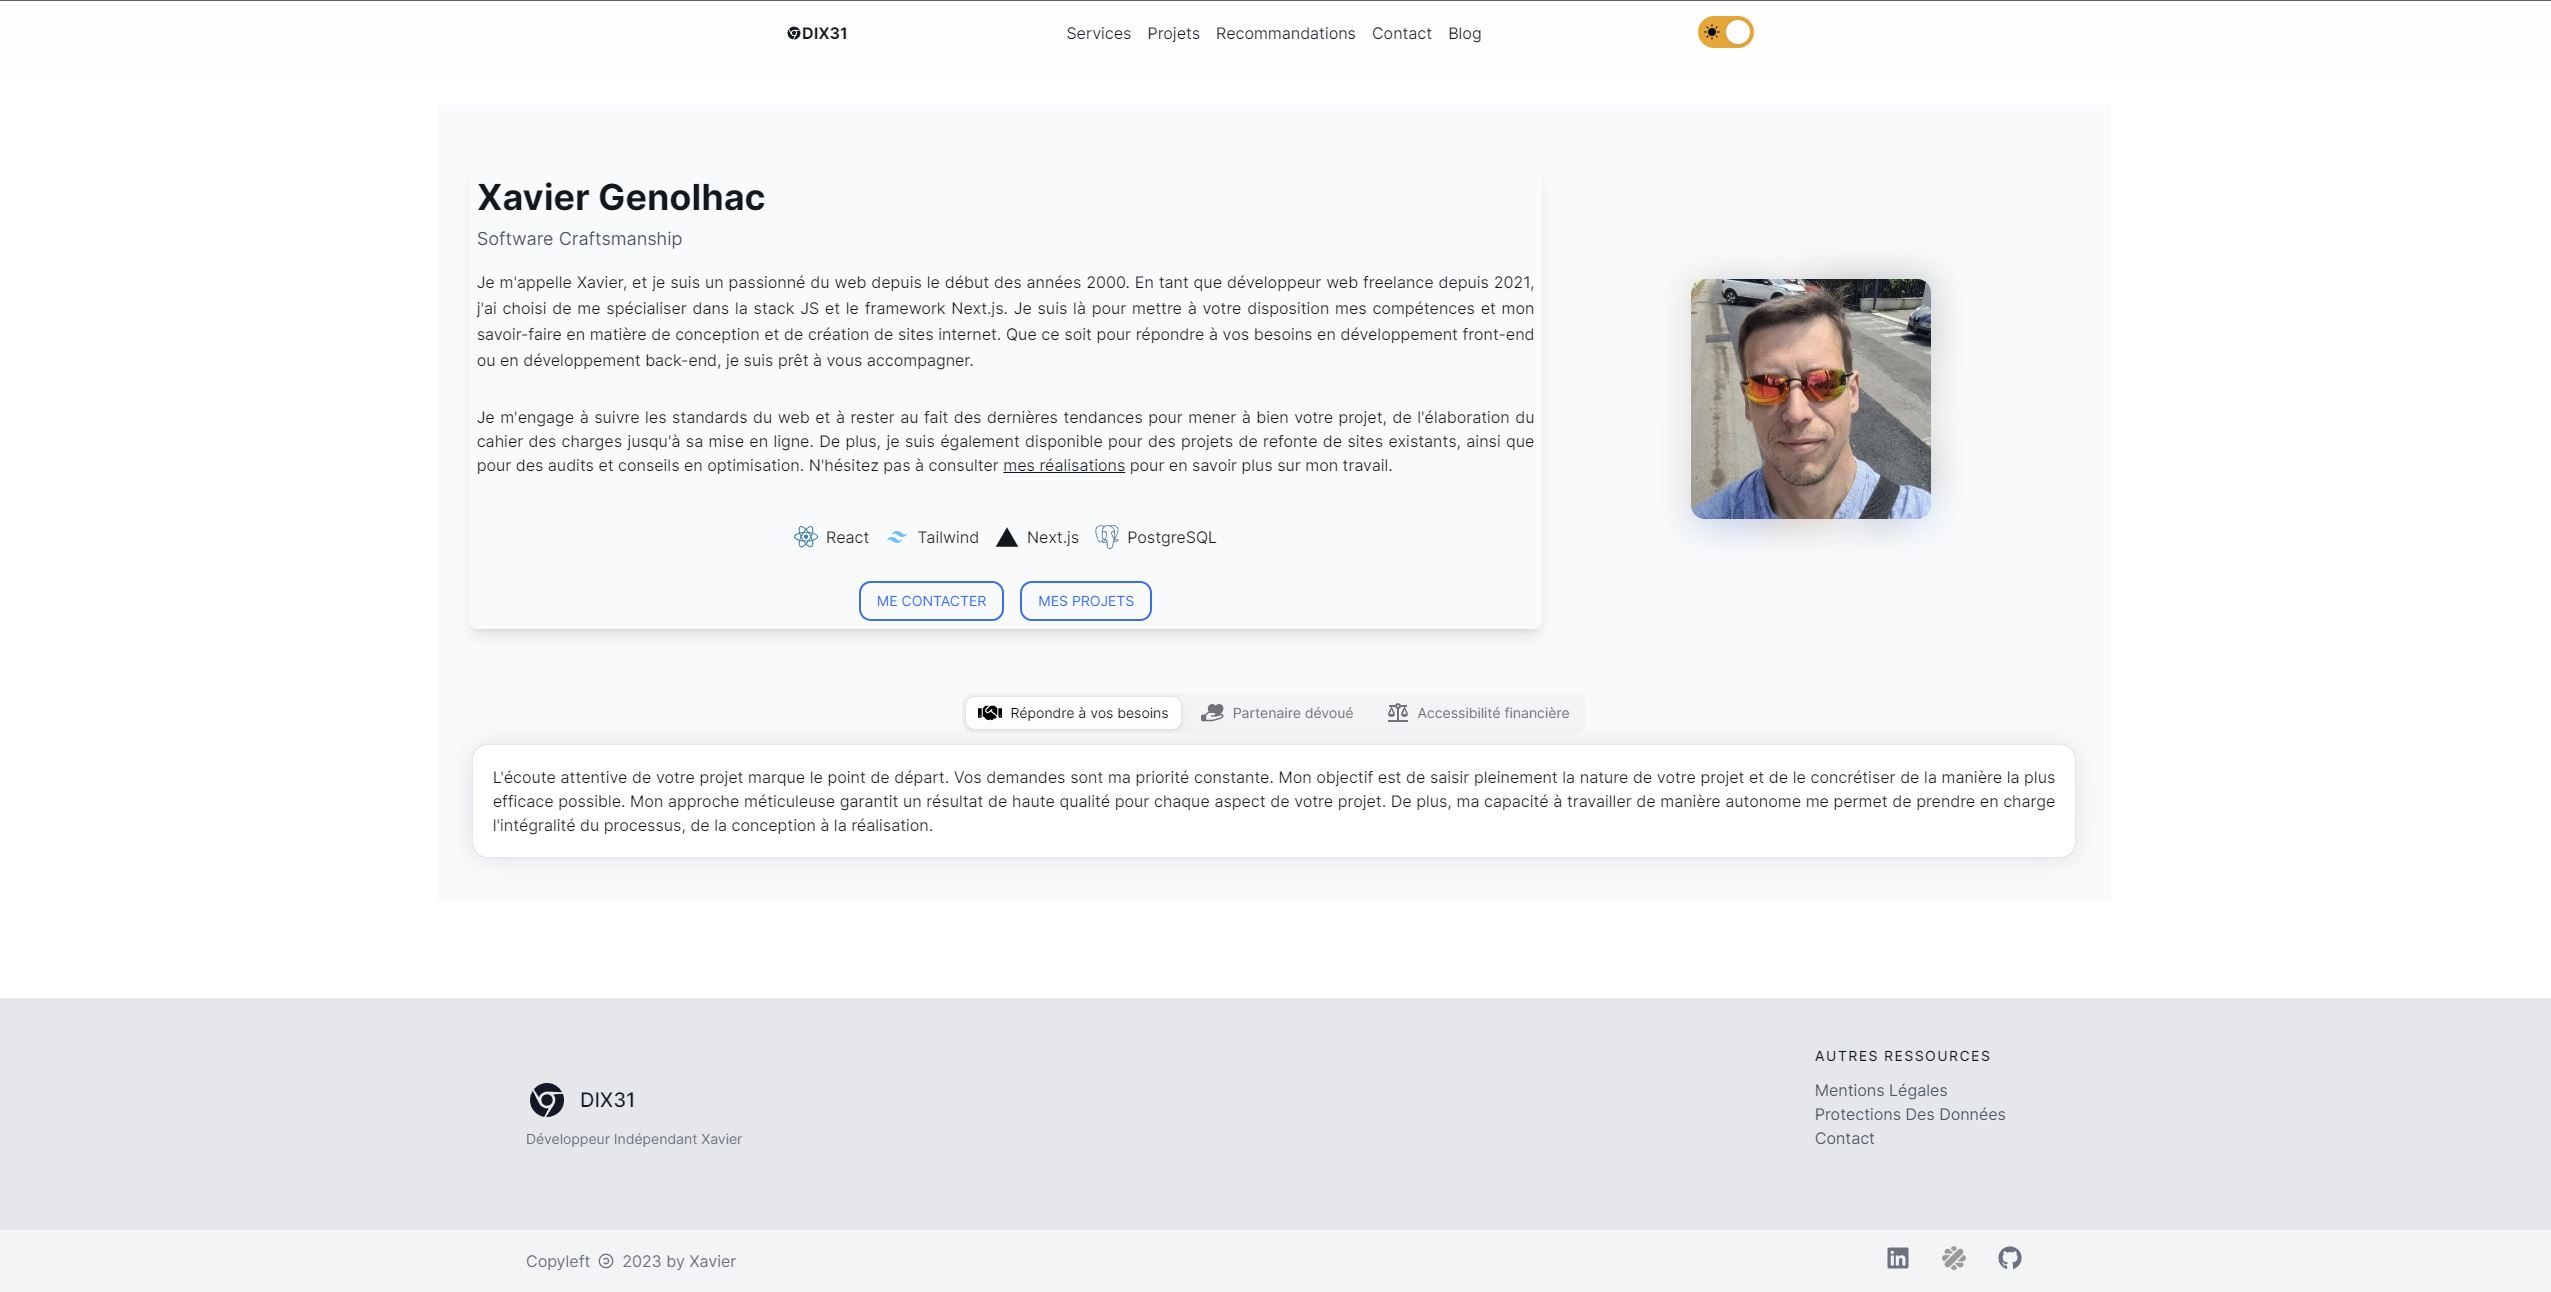 DIX31
Services Projets Recommandations Contact Blog
Xavier Genolhac
Software Craftsmanship
Je m'appelle Xavier, et je suis un passionné du web depuis le début des années 2000. En tant que développeur web freelance depuis 2021,
j'ai choisi de me spécialiser dans la stack JS et le framework Next.js. Je suis là pour mettre à votre disposition mes compétences et mon
savoir-faire en matière de conception et de création de sites internet. Que ce soit pour répondre à vos besoins en développement front-end
ou en développement back-end, je suis prêt à vous accompagner.
Je m'engage à suivre les standards du web et à rester au fait des dernières tendances pour mener à bien votre projet, de l'élaboration du
cahier des charges jusqu'à sa mise en ligne. De plus, je suis également disponible pour des projets de refonte de sites existants, ainsi que
pour des audits et conseils en optimisation. N'hésitez pas à consulter mes réalisations pour en savoir plus sur mon travail.
React Tailwind Next.js PostgreSQL
ME CONTACTER MES PROJETS
Répondre à vos besoins Partenaire dévoué Accessibilité financière
L'écoute attentive de votre projet marque le point de départ. Vos demandes sont ma priorité constante. Mon objectif est de saisir pleinement la nature de votre projet et de le concrétiser de la manière la plus
efficace possible. Mon approche méticuleuse garantit un résultat de haute qualité pour chaque aspect de votre projet. De plus, ma capacité à travailler de manière autonome me permet de prendre en charge
l'intégralité du processus, de la conception à la réalisation.
DIX31
Développeur Indépendant Xavier
AUTRES RESSOURCES
Mentions Légales
Protections Des Données
Contact
Copyleft 🄯 2023 by Xavier